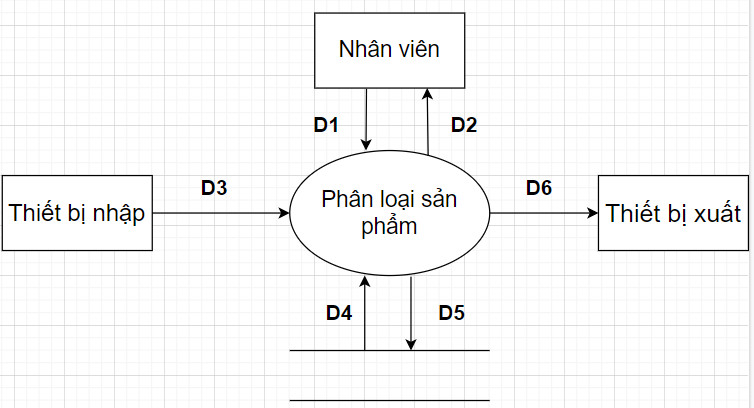 Nhân viên
D1
D2
D3
D6
Thiết bị nhập
Phân loại sản
phẩm
Thiết bị xuất
D4
D5